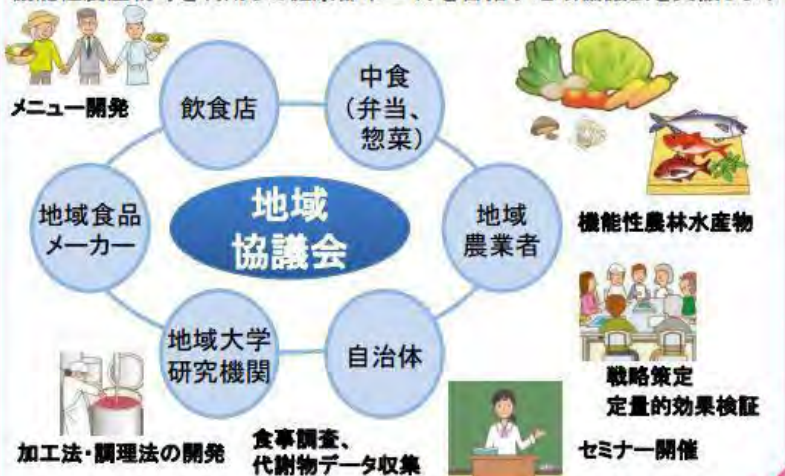 メニュー開発
飲食店
中食
(弁当、
惣菜)
地域食品
メーカー
地域
協議会
地域
農業者
機能性農林水産物
地域大学
研究機関
自治体
戦略策定
定量的効果検証
加工法・調理法の開発
食事調査、
代謝物データ収集
セミナー開催